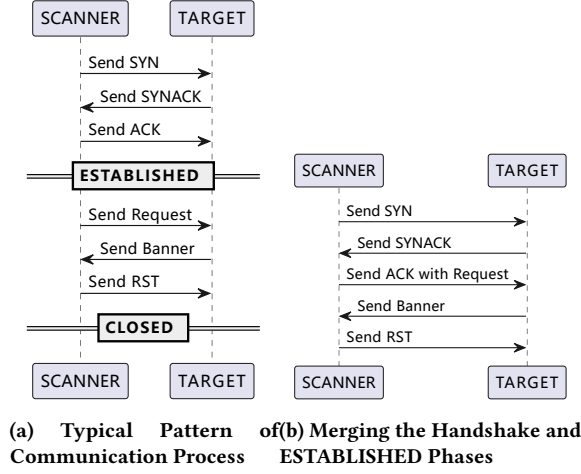 SCANNER TARGET
Send SYN
Send SYNACK
Send ACK
ESTABLISHED
Send Request
Send Banner
Send RST
CLOSED
SCANNER TARGET
(a) Typical Pattern of
Communication Process
SCANNER TARGET
Send SYN
Send SYNACK
Send ACK with Request
Send Banner
Send RST
SCANNER TARGET
(b) Merging the Handshake and
ESTABLISHED Phases